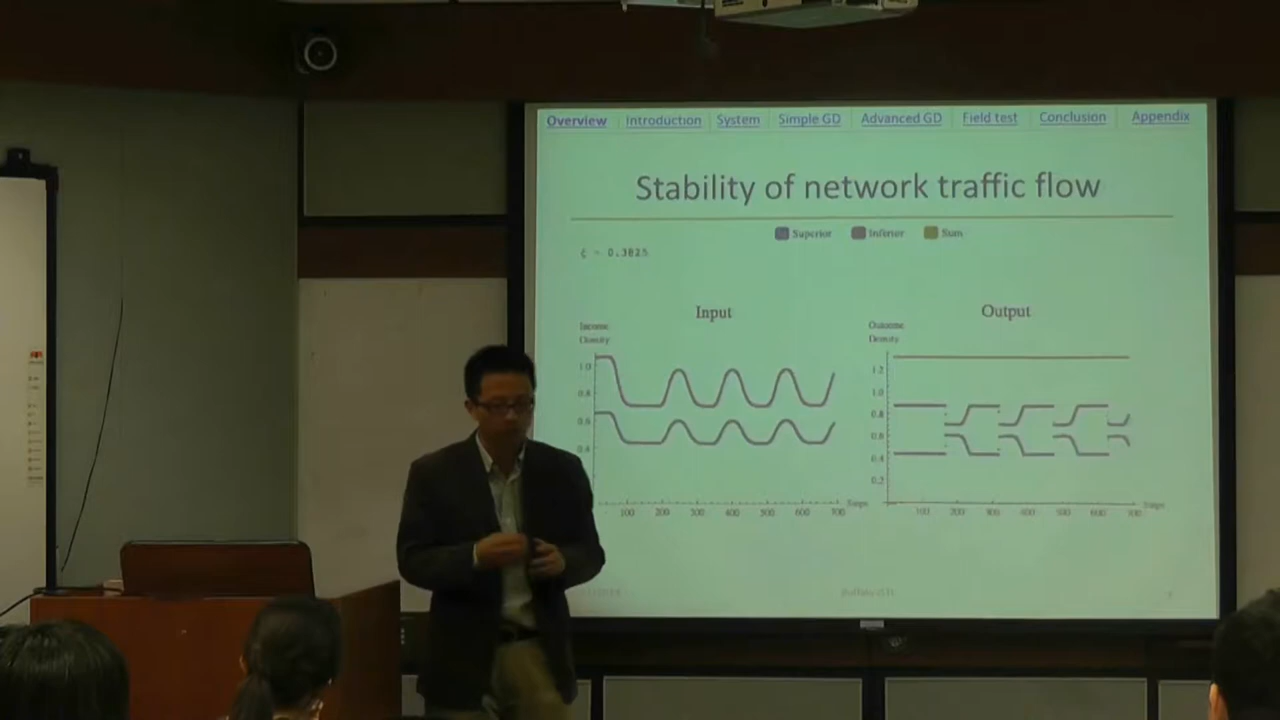 Overview Introduction System Simple GD Advanced GD Field test Conclusion Appendix
Stability of network traffic flow
Superior Inferior Sum
ξ = 0.3825
Input
Income
Density
1.0
0.8
0.6
100 200 300 400 500 600 700 Steps
Output
Outcome
Density
1.2
1.0
0.8
0.6
0.4
0.2
100 200 300 400 500 600 700 Steps